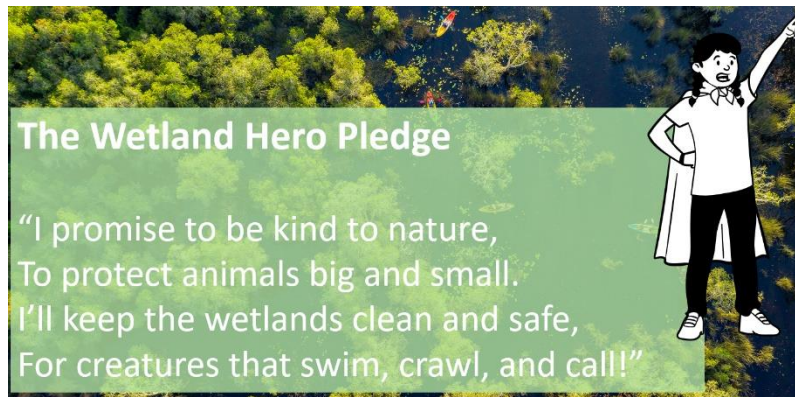 The Wetland Hero Pledge
“I promise to be kind to nature,
To protect animals big and small.
I’ll keep the wetlands clean and safe,
For creatures that swim, crawl, and call!”